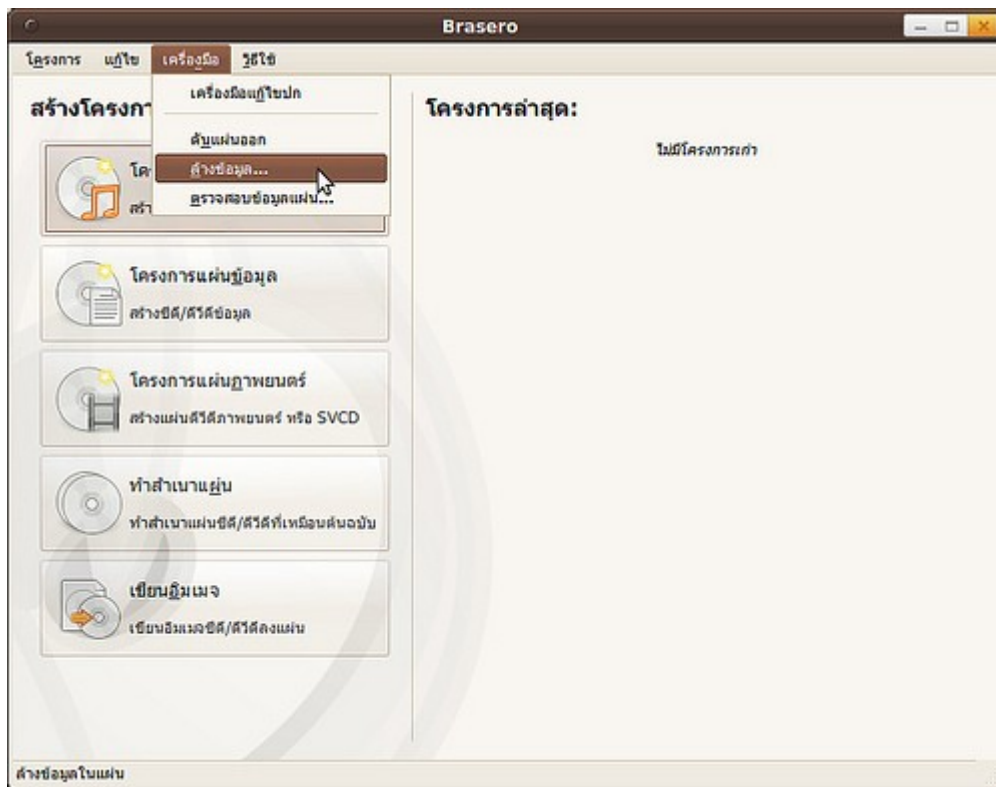 Brasero
โครงการ แก้ไข เครื่องมือ วิธีใช้
เครื่องมือแก้ไขปก
ดันแผ่นออก
ล้างข้อมูล...
ตรวจสอบข้อมูลแผ่น...
สร้างโครงกา
โค
สร้า
โครงการแผ่นข้อมูล
สร้างซีดี/ดีวีดีข้อมูล
โครงการแผ่นภาพยนตร์
สร้างแผ่นดีวีดีภาพยนตร์ หรือ SVCD
ทำสำเนาแผ่น
ทำสำเนาแผ่นซีดี/ดีวีดีที่เหมือนต้นฉบับ
เขียนอิมเมจ
เขียนอิมเมจซีดี/ดีวีดีลงแผ่น
โครงการล่าสุด:
ไม่มีโครงการเก่า
ล้างข้อมูลในแผ่น